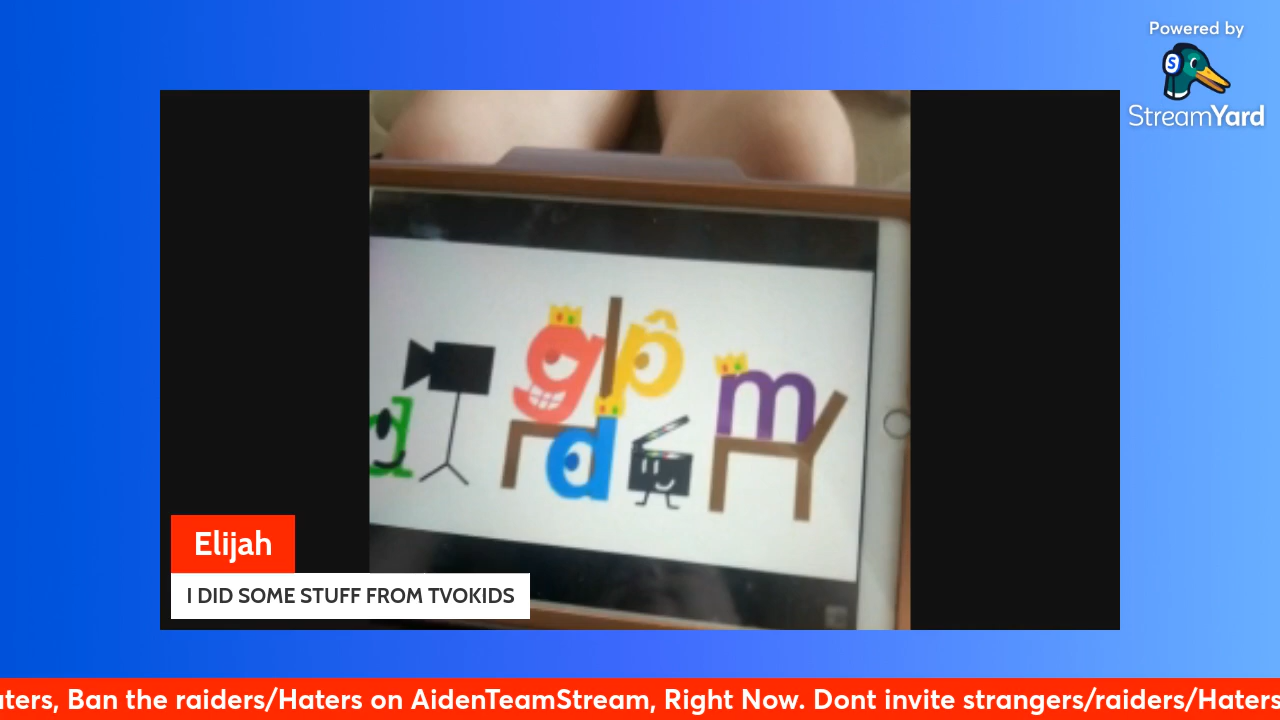 Powered by
StreamYard
S
g p̂
d m
d
Elijah
I DID SOME STUFF FROM TVOKIDS
aters, Ban the raiders/Haters on AidenTeamStream, Right Now. Dont invite strangers/raiders/Haters